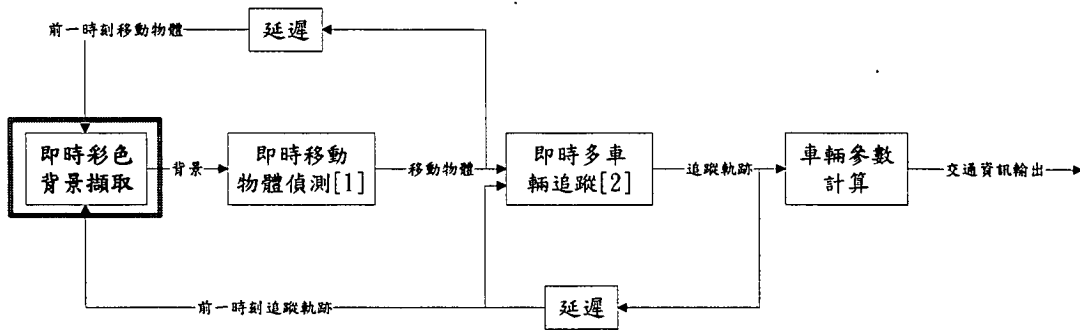 前一時刻移動物體
延遲
即時彩色
背景擷取
背景
即時移動
物體偵測[1]
移動物體
即時多車
輛追蹤[2]
追蹤軌跡
車輛參數
計算
交通資訊輸出
前一時刻追蹤軌跡
延遲